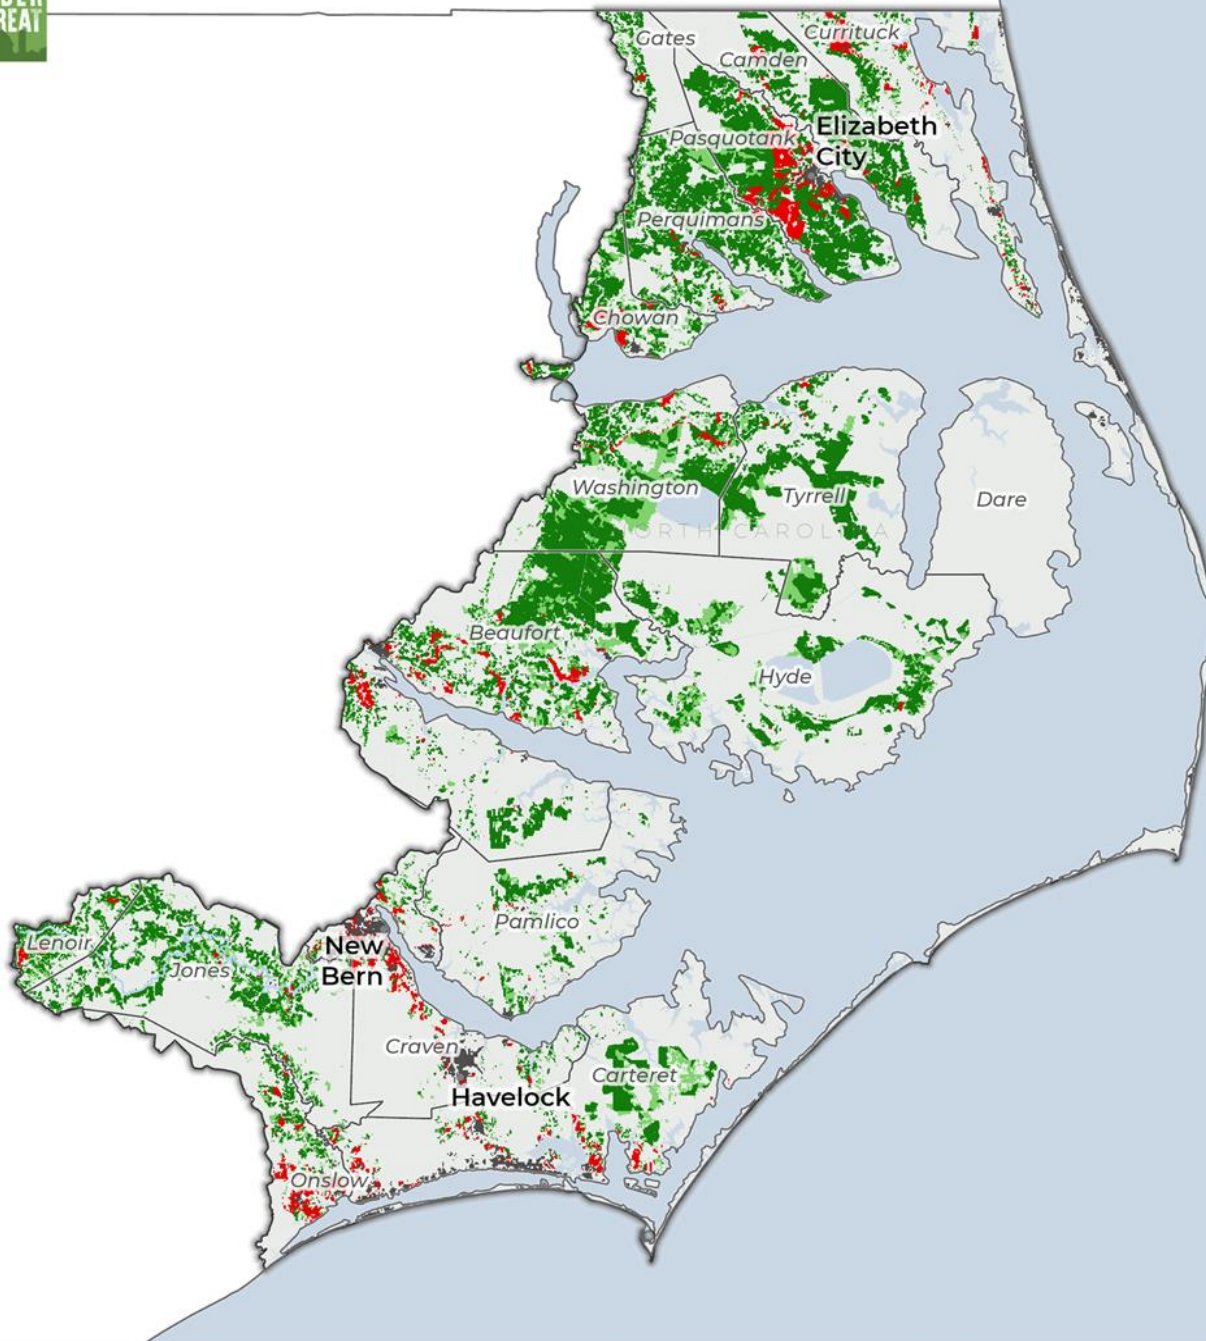 REAT
Gates
Currituck
Camden
Elizabeth
City
Pasquotank
Perquimans
Chowan
Washington
Tyrrell
Dare
Beaufort
Hyde
Pamlico
Lenoir
New
Bern
Jones
Craven
Carteret
Havelock
Onslow